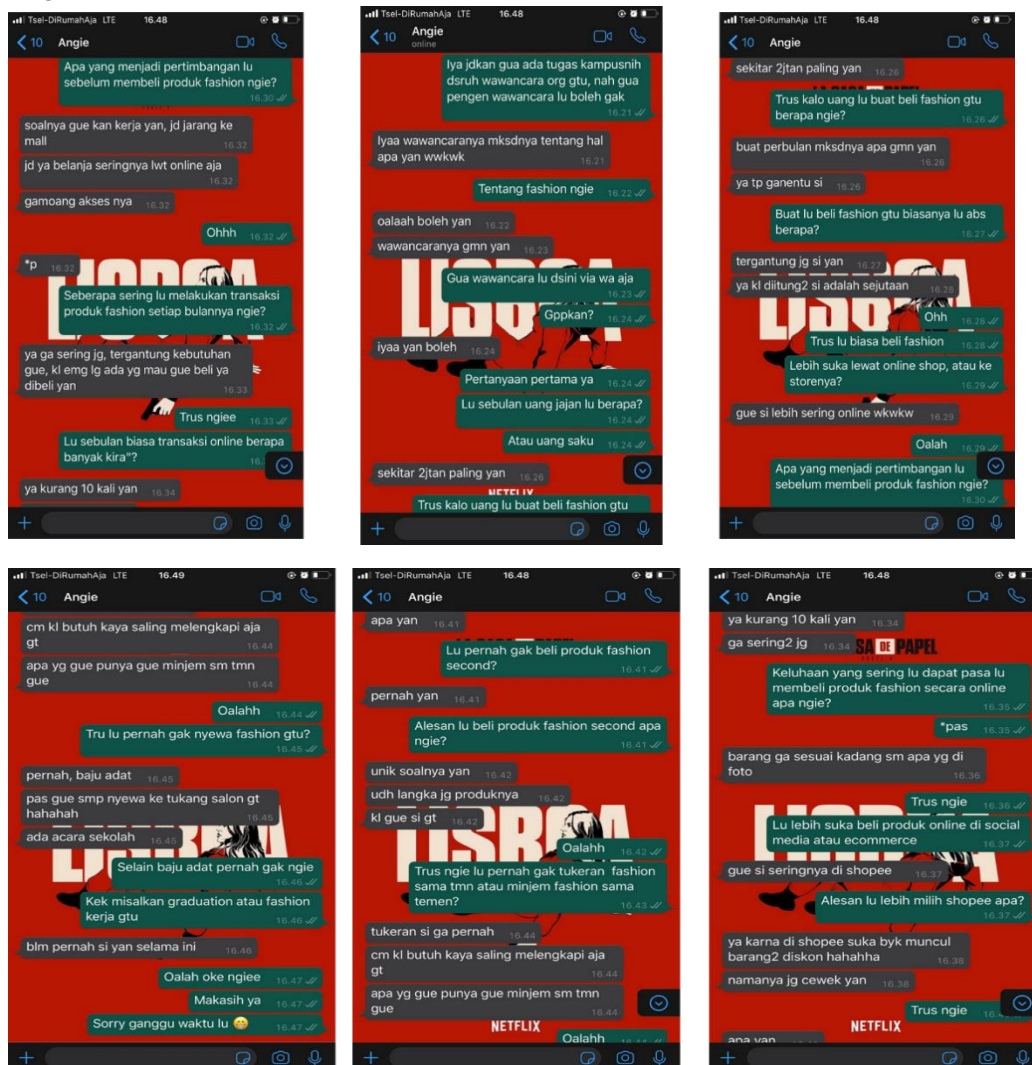 Tsel-DiRumahAja LTE 16.48
10 Angie
Apa yang menjadi pertimbangan lu
sebelum membeli produk fashion ngie?
16.30
soalnya gue kan kerja yan, jd jarang ke
mall 16.32
jd ya belanja seringnya lwt online aja
16.32
gamoang akses nya 16.32
Ohhh 16.32
*p 16.32
LISBOA
Seberapa sering lu melakukan transaksi
produk fashion setiap bulannya ngie?
16.32
ya ga sering jg, tergantung kebutuhan
gue, kl emg lg ada yg mau gue beli ya
dibeli yan 16.33
Trus ngiee 16.33
Lu sebulan biasa transaksi online berapa
banyak kira"?
ya kurang 10 kali yan 16.34
Tsel-DiRumahAja LTE 16.48
10 Angie
online
Iya jdkan gua ada tugas kampusnih
dsruh wawancara org gtu, nah gua
pengen wawancara lu boleh gak
16.21
Iyaa wawancaranya mksdnya tentang hal
apa yan wwkwk 16.21
Tentang fashion ngie 16.22
oalaah boleh yan 16.22
wawancaranya gmn yan 16.23
LISBOA
Gua wawancara lu dsini via wa aja
16.23
Gppkan? 16.24
iyaa yan boleh 16.24
Pertanyaan pertama ya 16.24
Lu sebulan uang jajan lu berapa?
16.24
Atau uang saku 16.24
sekitar 2jtan paling yan 16.26
NETFLIX
Trus kalo uang lu buat beli fashion gtu
Tsel-DiRumahAja LTE 16.48
10 Angie
sekitar 2jtan paling yan 16.26
Trus kalo uang lu buat beli fashion gtu
berapa ngie? 16.26
buat perbulan mksdnya apa gmn yan
16.26
ya tp ganentu si 16.26
Buat lu beli fashion gtu biasanya lu abs
berapa? 16.27
tergantung jg si yan 16.27
ya kl diitung2 si adalah sejutaan 16.28
LISBOA
Ohh 16.28
Trus lu biasa beli fashion 16.28
Lebih suka lewat online shop, atau ke
storenya? 16.29
gue si lebih sering online wkwkw 16.29
Oalah 16.29
Apa yang menjadi pertimbangan lu
sebelum membeli produk fashion ngie?
16.30
Tsel-DiRumahAja LTE 16.49
10 Angie
cm kl butuh kaya saling melengkapi aja
gt 16.44
apa yg gue punya gue minjem sm tmn
gue 16.44
Oalahh 16.44
Tru lu pernah gak nyewa fashion gtu?
16.45
pernah, baju adat 16.45
pas gue smp nyewa ke tukang salon gt
hahahah 16.45
ada acara sekolah 16.45
LISBOA
Selain baju adat pernah gak ngie
16.46
Kek misalkan graduation atau fashion
kerja gtu 16.46
blm pernah si yan selama ini 16.46
Oalah oke ngiee 16.47
Makasih ya 16.47
Sorry ganggu waktu lu 😁 16.47
Tsel-DiRumahAja LTE 16.48
10 Angie
apa yan 16.41
Lu pernah gak beli produk fashion
second? 16.41
pernah yan 16.41
Alesan lu beli produk fashion second apa
ngie? 16.41
unik soalnya yan 16.42
udh langka jg produknya 16.42
kl gue si gt 16.42
LISBOA
Oalahh 16.42
Trus ngie lu pernah gak tukeran fashion
sama tmn atau minjem fashion sama
temen? 16.43
tukeran si ga pernah 16.44
cm kl butuh kaya saling melengkapi aja
gt 16.44
apa yg gue punya gue minjem sm tmn
gue 16.44
NETFLIX
Oalahh
Tsel-DiRumahAja LTE 16.48
10 Angie
ya kurang 10 kali yan 16.34
ga sering2 jg 16.34
DE PAPEL
Keluhaan yang sering lu dapat pasa lu
membeli produk fashion secara online
apa ngie? 16.35
*pas 16.35
barang ga sesuai kadang sm apa yg di
foto 16.36
Trus ngie 16.36
Lu lebih suka beli produk online di social
media atau ecommerce 16.37
gue si seringnya di shopee 16.37
Alesan lu lebih milih shopee apa?
16.37
ya karna di shopee suka byk muncul
barang2 diskon hahahha 16.38
namanya jg cewek yan 16.38
Trus ngie
NETFLIX
apa yan